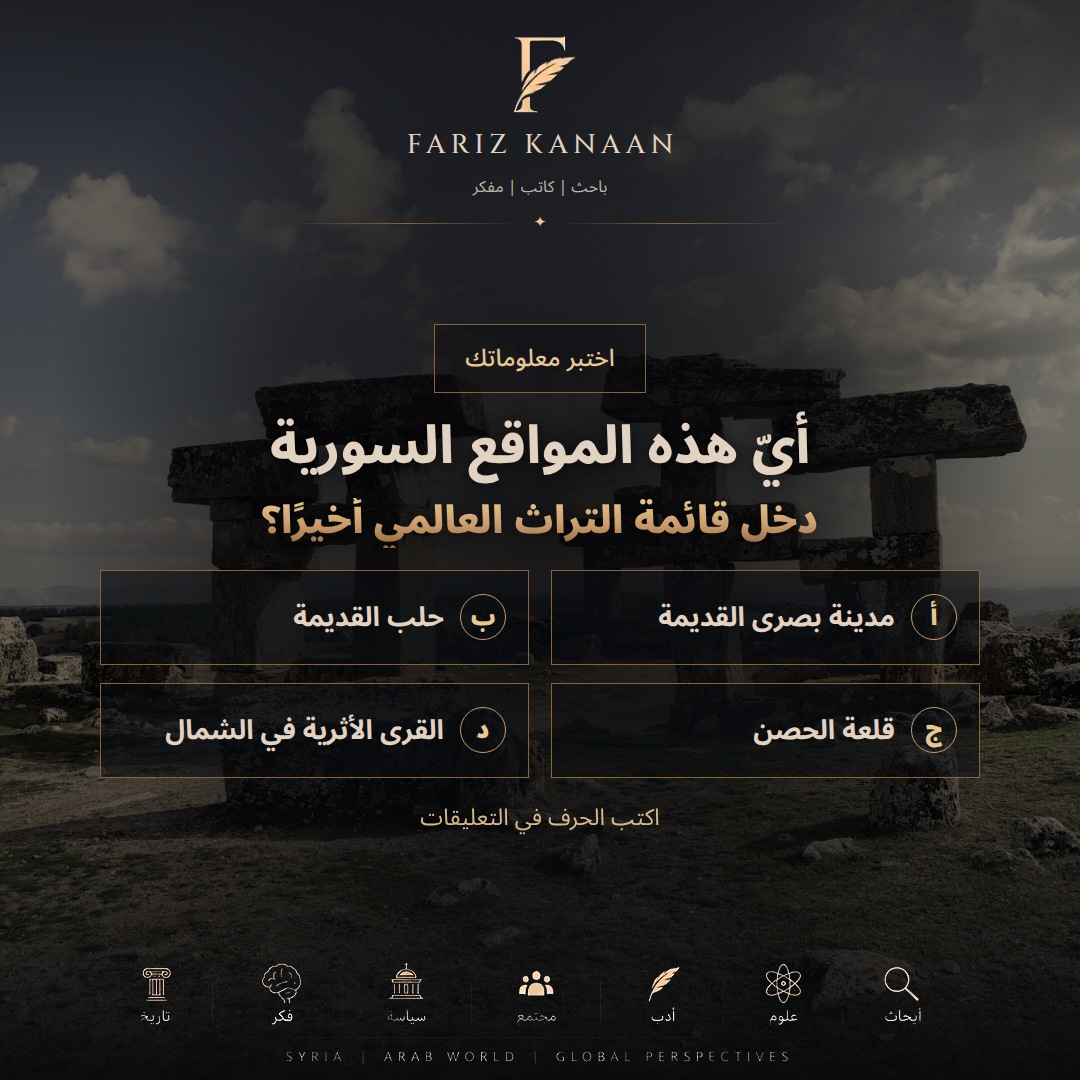 FARIZ KANAAN
باحث | كاتب | مفكر
اختبر معلوماتك
أيّ هذه المواقع السورية
دخل قائمة التراث العالمي أخيرًا؟
أ مدينة بصرى القديمة
ب حلب القديمة
ج قلعة الحصن
د القرى الأثرية في الشمال
اكتب الحرف في التعليقات
أبحاث
علوم
أدب
مجتمع
سياسة
فكر
تاريخ
SYRIA | ARAB WORLD | GLOBAL PERSPECTIVES